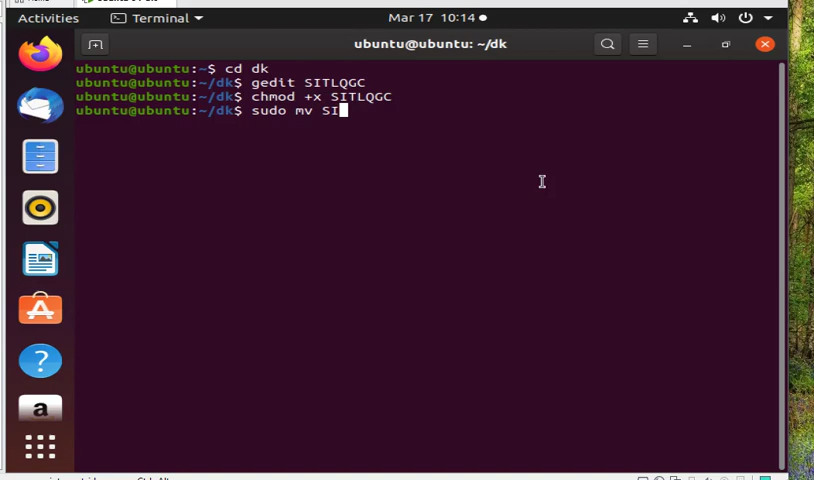 Activities Terminal Mar 17 10:14
ubuntu@ubuntu: ~/dk
ubuntu@ubuntu:~$ cd dk
ubuntu@ubuntu:~/dk$ gedit SITLQGC
ubuntu@ubuntu:~/dk$ chmod +x SITLQGC
ubuntu@ubuntu:~/dk$ sudo mv SI
?
a